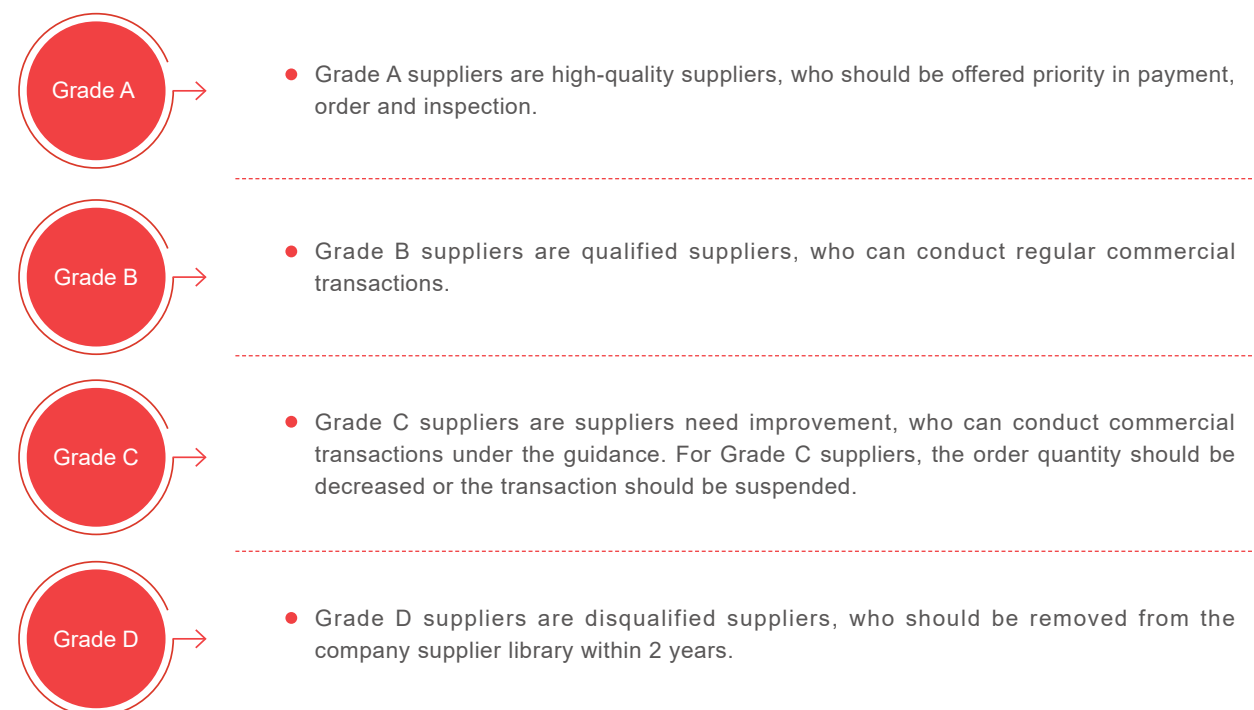 Grade A
Grade A suppliers are high-quality suppliers, who should be offered priority in payment,
order and inspection.
Grade B
Grade B suppliers are qualified suppliers, who can conduct regular commercial
transactions.
Grade C
Grade C suppliers are suppliers need improvement, who can conduct commercial
transactions under the guidance. For Grade C suppliers, the order quantity should be
decreased or the transaction should be suspended.
Grade D
Grade D suppliers are disqualified suppliers, who should be removed from the
company supplier library within 2 years.